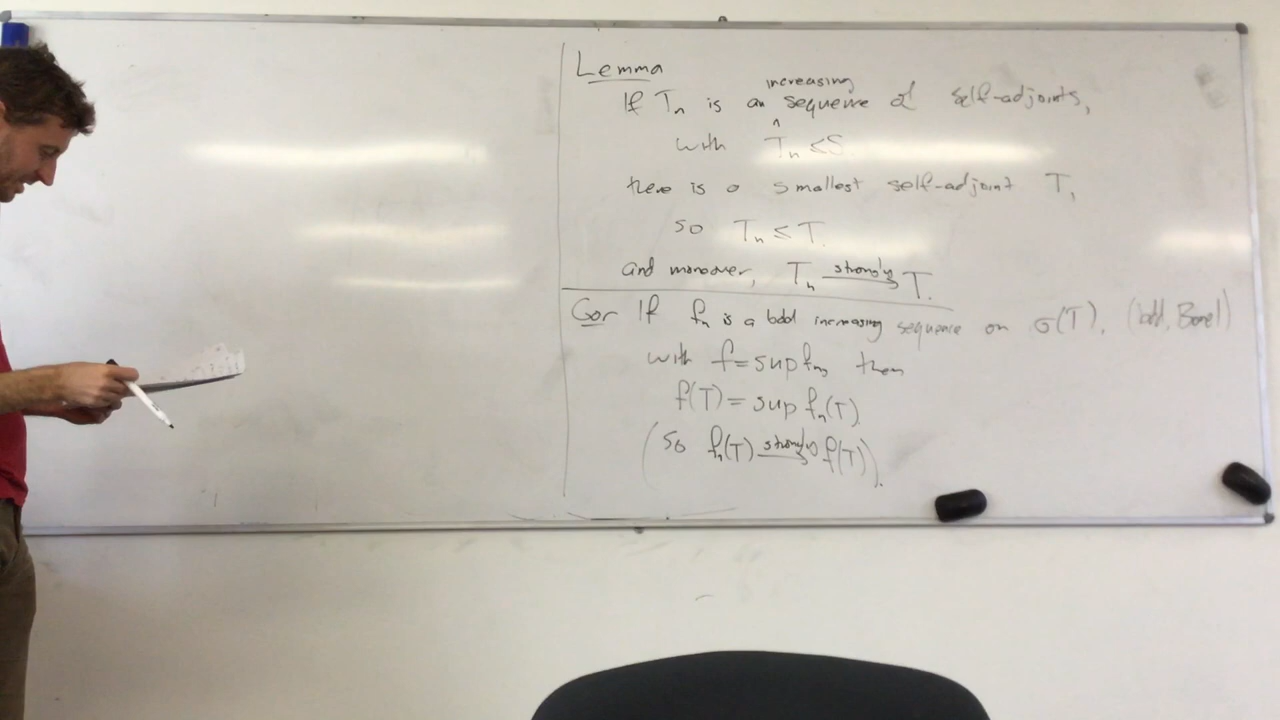 Lemma
increasing
If Tₙ is an ^ sequence of self-adjoints,
with Tₙ ≤ S.
there is a smallest self-adjoint T,
so Tₙ ≤ T.
and moreover, Tₙ strongly→ T.
Cor If fₙ is a bdd increasing sequence on σ(T), (bdd, Borel)
with f = sup fₙ, then
f(T) = sup fₙ(T).
(so fₙ(T) strongly→ f(T)).